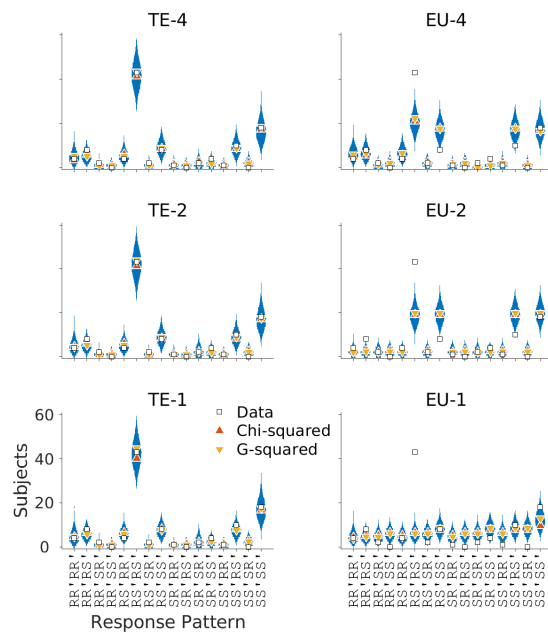 TE-4
EU-4
TE-2
EU-2
TE-1
EU-1
60
40
20
0
Subjects
Data
Chi-squared
G-squared
RR'RR'
RR'RS'
RR'SR'
RR'SS'
RS'RR'
RS'RS'
RS'SR'
RS'SS'
SR'RR'
SR'RS'
SR'SR'
SR'SS'
SS'RR'
SS'RS'
SS'SR'
SS'SS'
RR'RR'
RR'RS'
RR'SR'
RR'SS'
RS'RR'
RS'RS'
RS'SR'
RS'SS'
SR'RR'
SR'RS'
SR'SR'
SR'SS'
SS'RR'
SS'RS'
SS'SR'
SS'SS'
Response Pattern